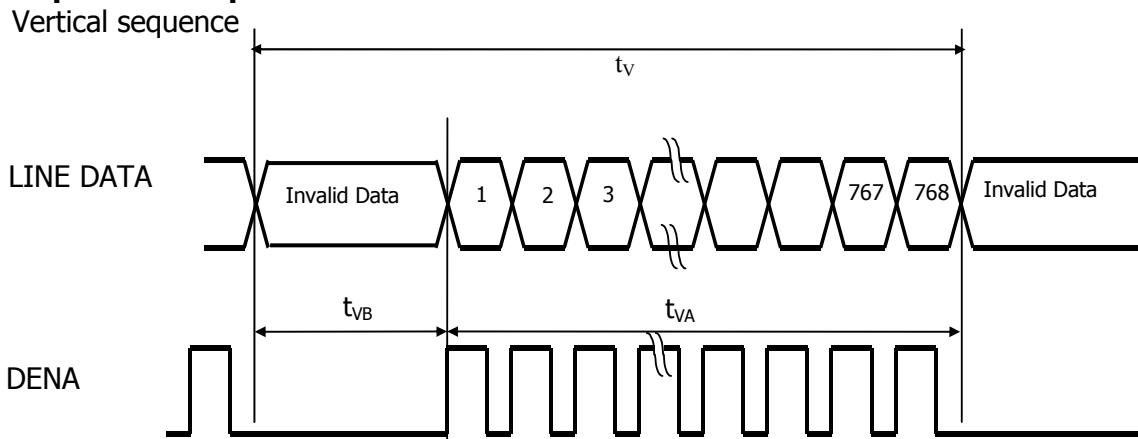 Vertical sequence
tV
LINE DATA
Invalid Data 1 2 3 767 768 Invalid Data
tVB tVA
DENA